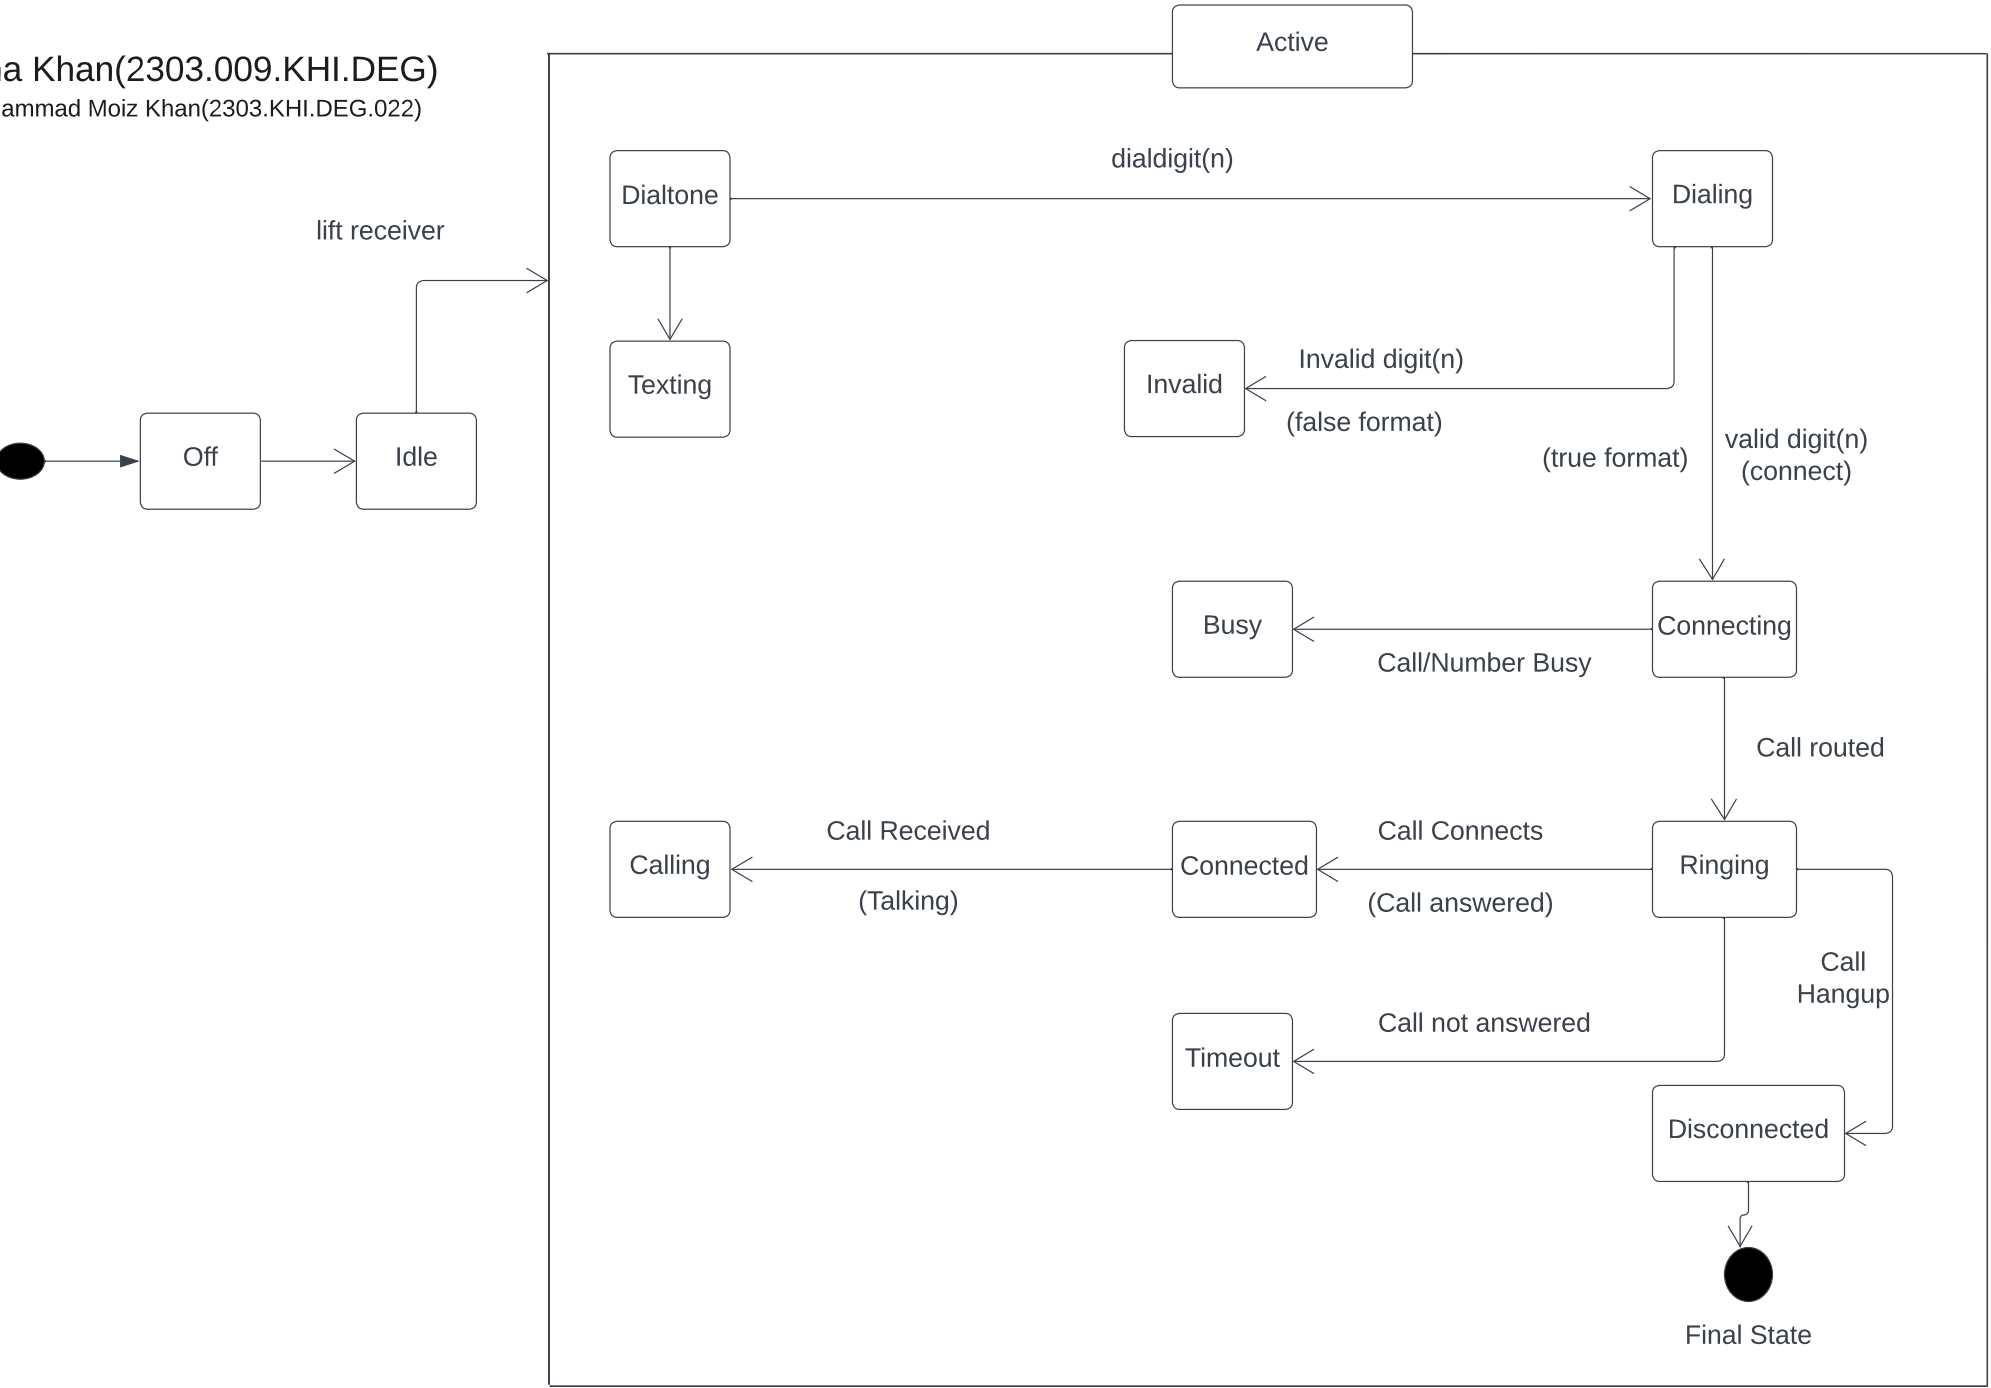 Active
Khan(2303.009.KHI.DEG)
Moiz Khan(2303.KHI.DEG.022)
dialdigit(n)
Dialtone
Dialing
lift receiver
Invalid digit(n)
Texting
Invalid
(false format)
valid digit(n)
(true format)
(connect)
Off
Idle
Busy
Connecting
Call/Number Busy
Call routed
Call Received
Call Connects
Calling
Connected
Ringing
(Talking)
(Call answered)
Call
Hangup
Call not answered
Timeout
Disconnected
Final State